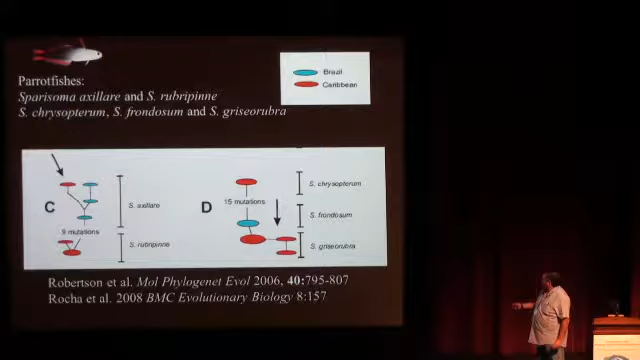 Parrotfishes:
Sparisoma axillare and S. rubripinne
S. chrysopterum, S. frondosum and S. griseorubra
Brazil
Caribbean
C
S. axillare
9 mutations
S. rubripinne
D
15 mutations
S. chrysopterum
S. frondosum
S. griseorubra
Robertson et al. Mol Phylogenet Evol 2006, 40:795-807
Rocha et al. 2008 BMC Evolutionary Biology 8:157